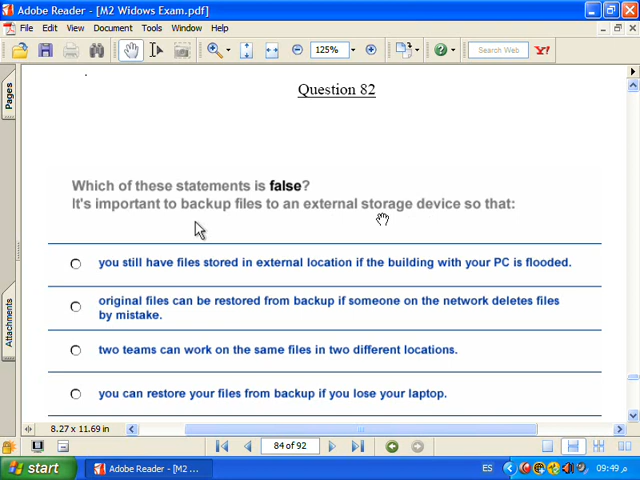 Adobe Reader - [M2 Widows Exam.pdf]
File Edit View Document Tools Window Help
125%
Search Web
Y!
Pages
Attachments
Question 82
Which of these statements is false?
It's important to backup files to an external storage device so that:
you still have files stored in external location if the building with your PC is flooded.
original files can be restored from backup if someone on the network deletes files
by mistake.
two teams can work on the same files in two different locations.
you can restore your files from backup if you lose your laptop.
8.27 x 11.69 in
84 of 92
start
Adobe Reader - [M2 ...
ES
09:49 م